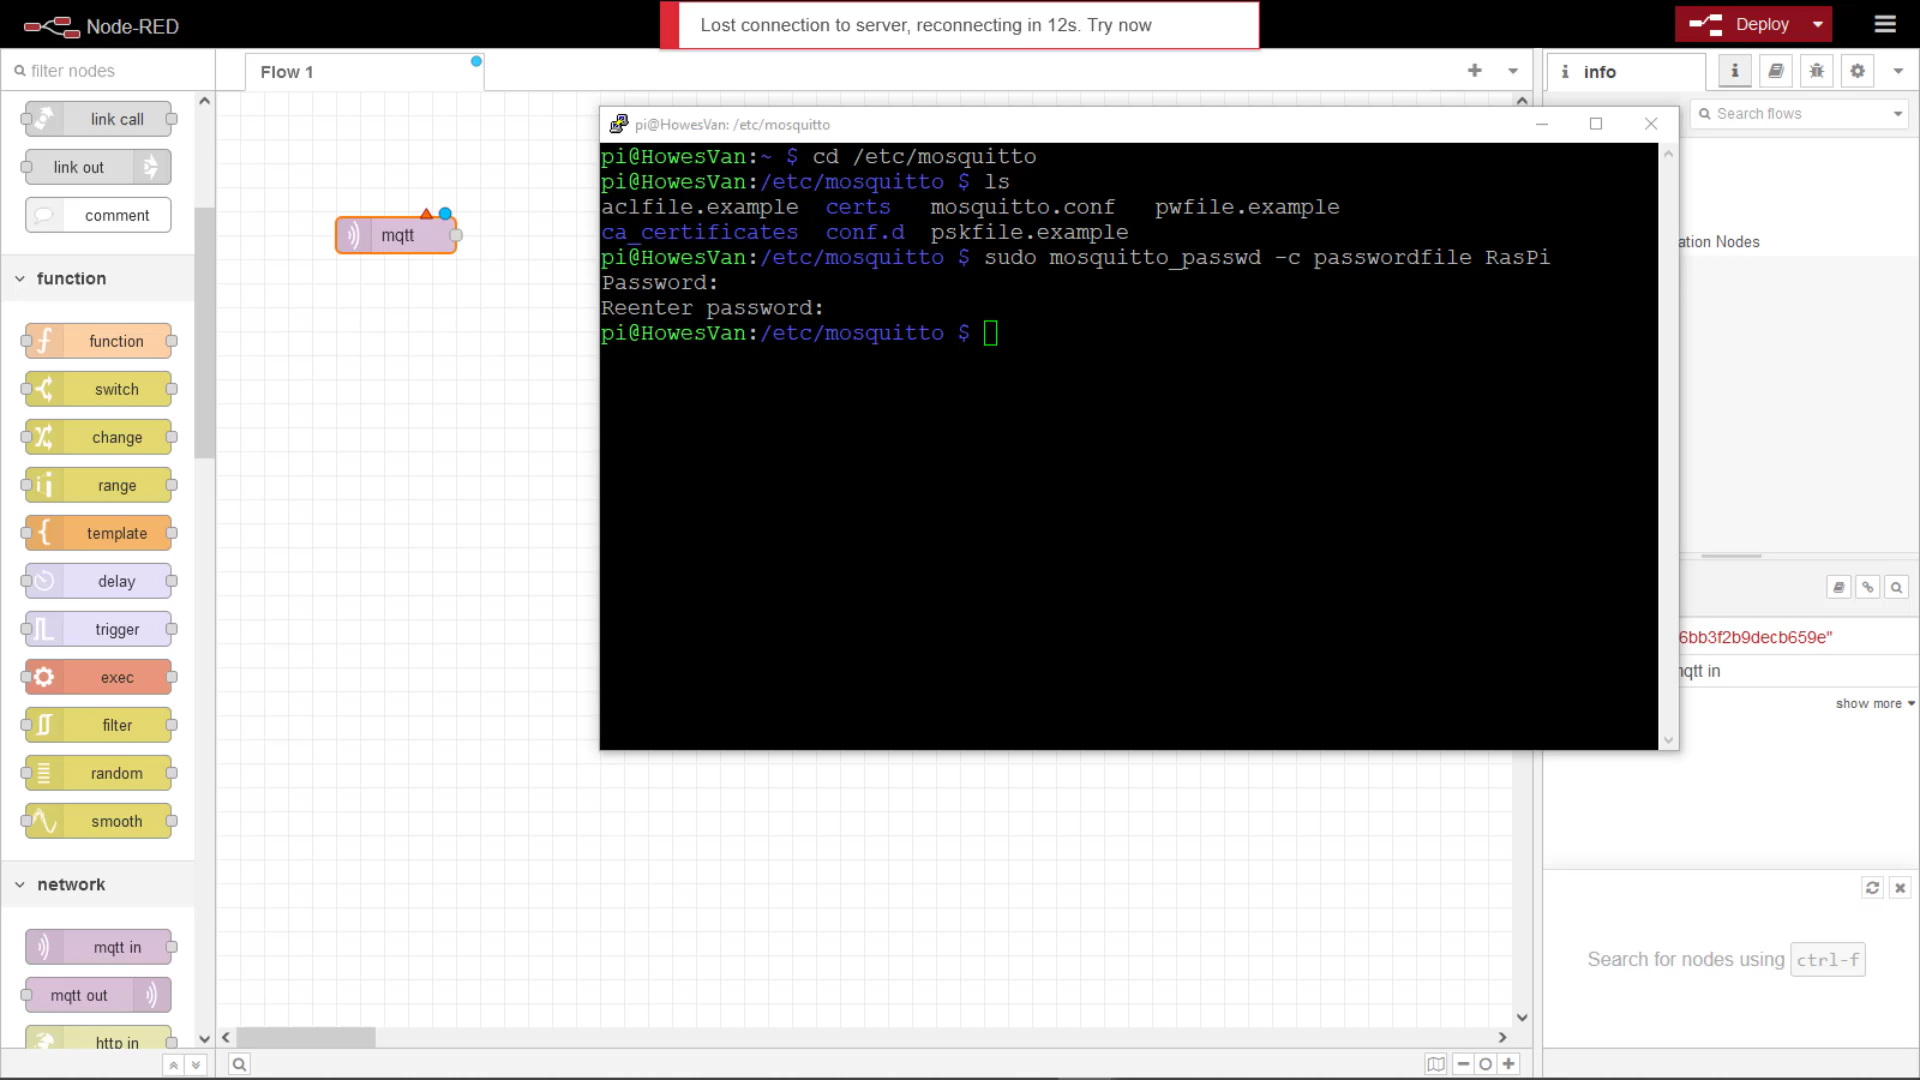 Node-RED
Lost connection to server, reconnecting in 12s. Try now
Deploy
filter nodes
link call
link out
comment
function
function
switch
change
range
template
delay
trigger
exec
filter
random
smooth
network
mqtt in
mqtt out
http in
Flow 1
mqtt
pi@HowesVan: /etc/mosquitto
pi@HowesVan:~ $ cd /etc/mosquitto
pi@HowesVan:/etc/mosquitto $ ls
aclfile.example certs mosquitto.conf pwfile.example
ca_certificates conf.d pskfile.example
pi@HowesVan:/etc/mosquitto $ sudo mosquitto_passwd -c passwordfile RasPi
Password:
Reenter password:
pi@HowesVan:/etc/mosquitto $
i info
Search flows
ation Nodes
6bb3f2b9decb659e"
mqtt in
show more
Search for nodes using ctrl-f